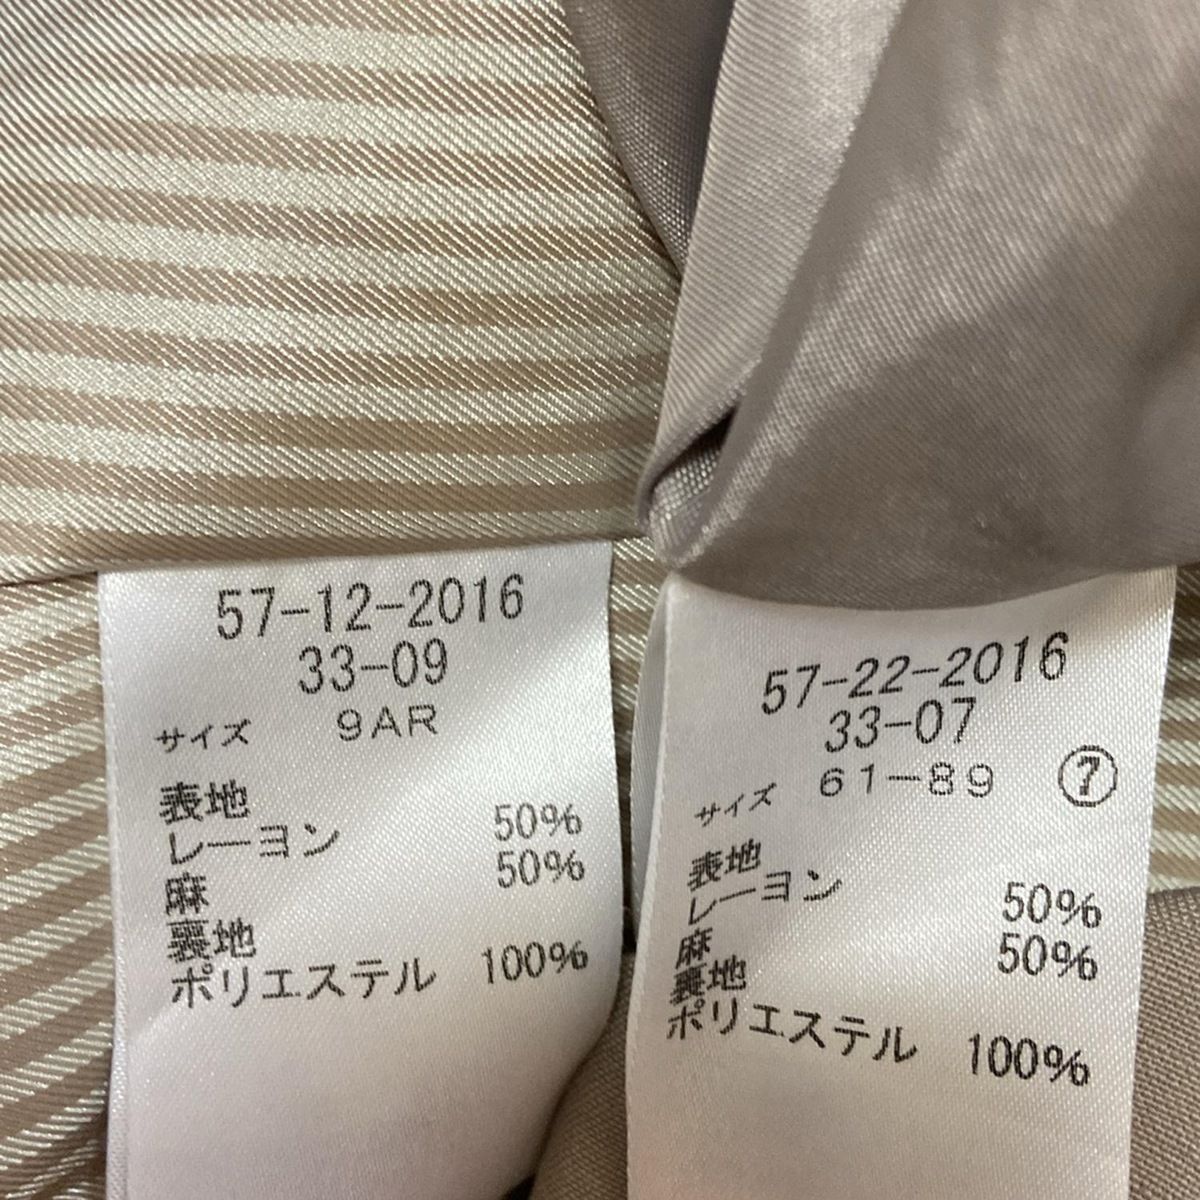 57-12-2016
33-09
サイズ 9AR
表地
レーヨン 50%
麻 50%
裏地
ポリエステル 100%
57-22-2016
33-07
サイズ 61-89 ⑦
表地
レーヨン 50%
麻 50%
裏地
ポリエステル 100%